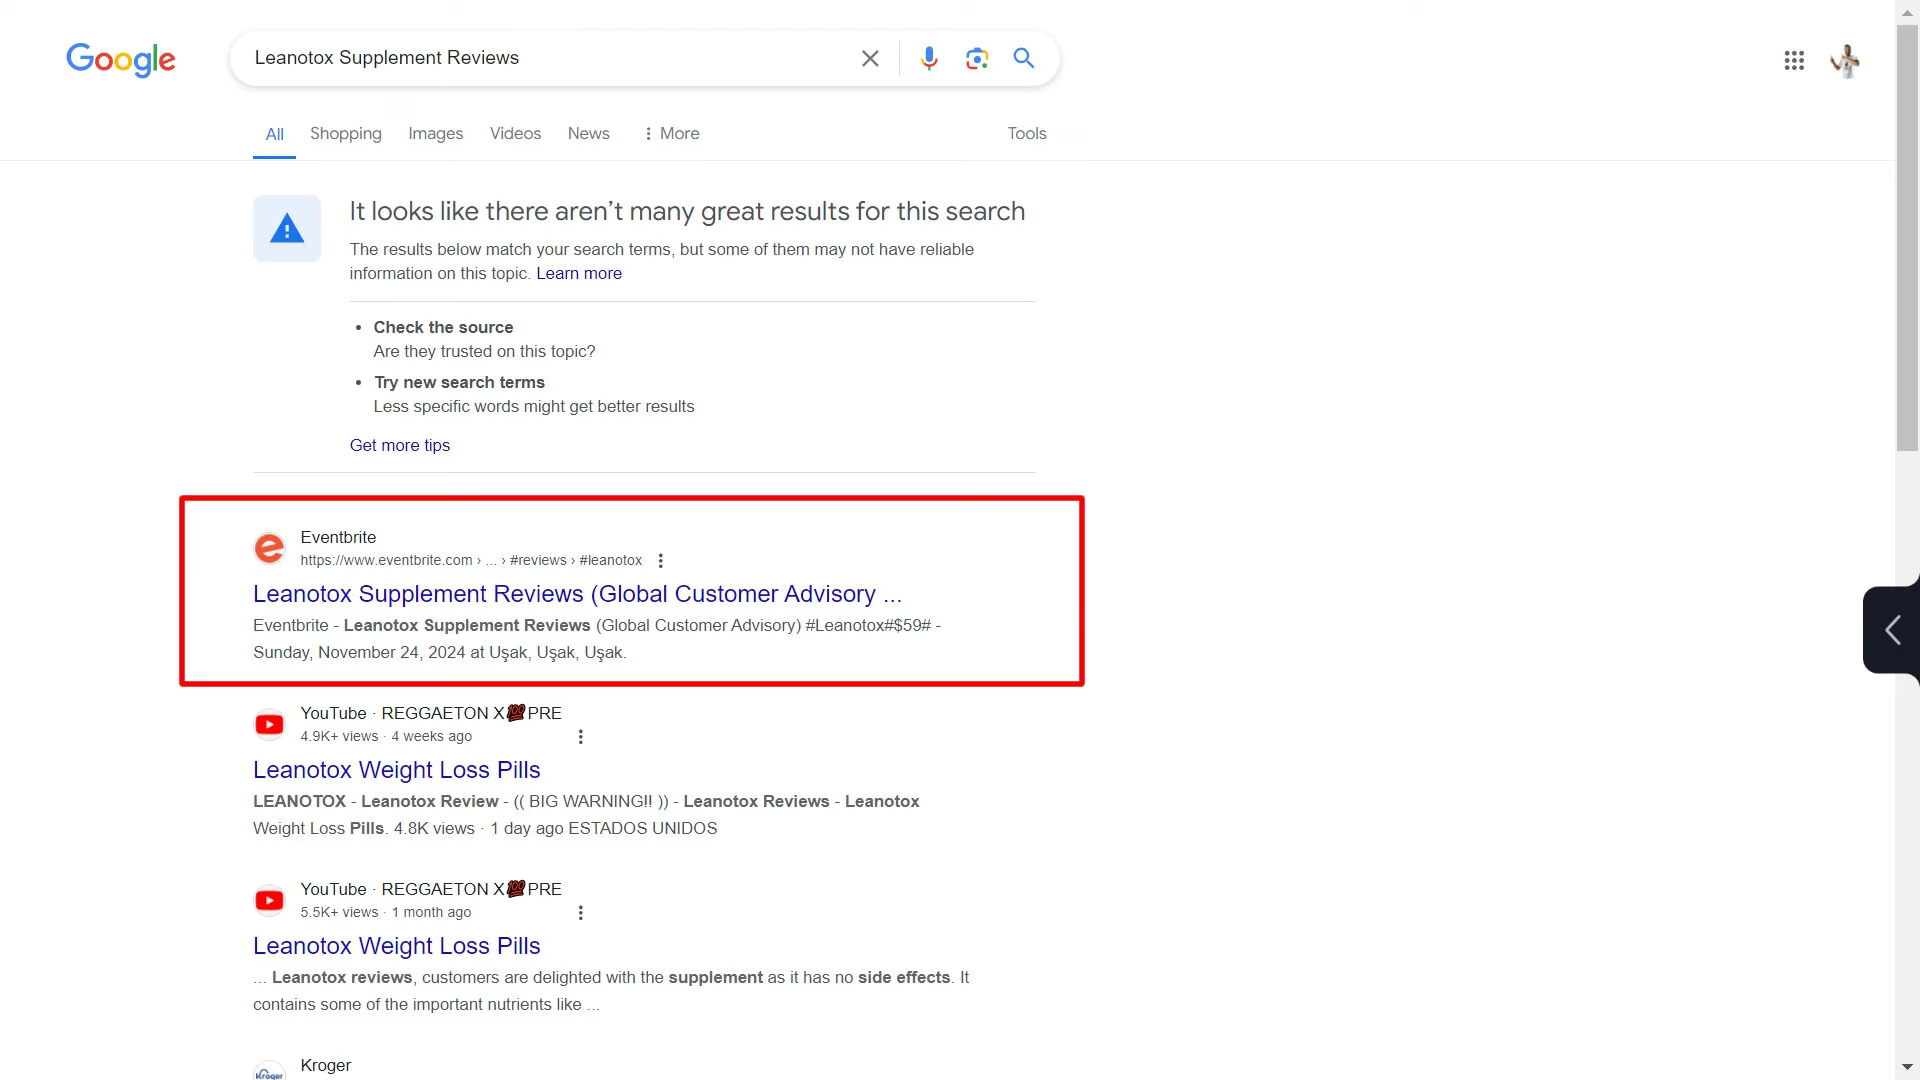 Google
Leanotox Supplement Reviews
All Shopping Images Videos News More Tools
It looks like there aren’t many great results for this search
The results below match your search terms, but some of them may not have reliable
information on this topic. Learn more
• Check the source
Are they trusted on this topic?
• Try new search terms
Less specific words might get better results
Get more tips
Eventbrite
https://www.eventbrite.com › ... › #reviews › #leanotox
Leanotox Supplement Reviews (Global Customer Advisory ...
Eventbrite - Leanotox Supplement Reviews (Global Customer Advisory) #Leanotox#$59# -
Sunday, November 24, 2024 at Uşak, Uşak, Uşak.
YouTube · REGGAETON X💯PRE
4.9K+ views · 4 weeks ago
Leanotox Weight Loss Pills
LEANOTOX - Leanotox Review - (( BIG WARNING!! )) - Leanotox Reviews - Leanotox
Weight Loss Pills. 4.8K views · 1 day ago ESTADOS UNIDOS
YouTube · REGGAETON X💯PRE
5.5K+ views · 1 month ago
Leanotox Weight Loss Pills
... Leanotox reviews, customers are delighted with the supplement as it has no side effects. It
contains some of the important nutrients like ...
Kroger
Kroger